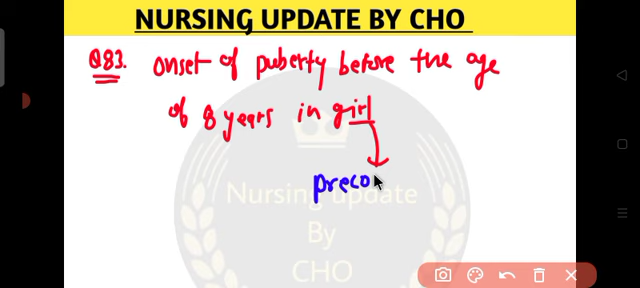 NURSING UPDATE BY CHO
Q83. onset of puberty before the age
of 8 years in girl
preco
Nursing update
By
CHO